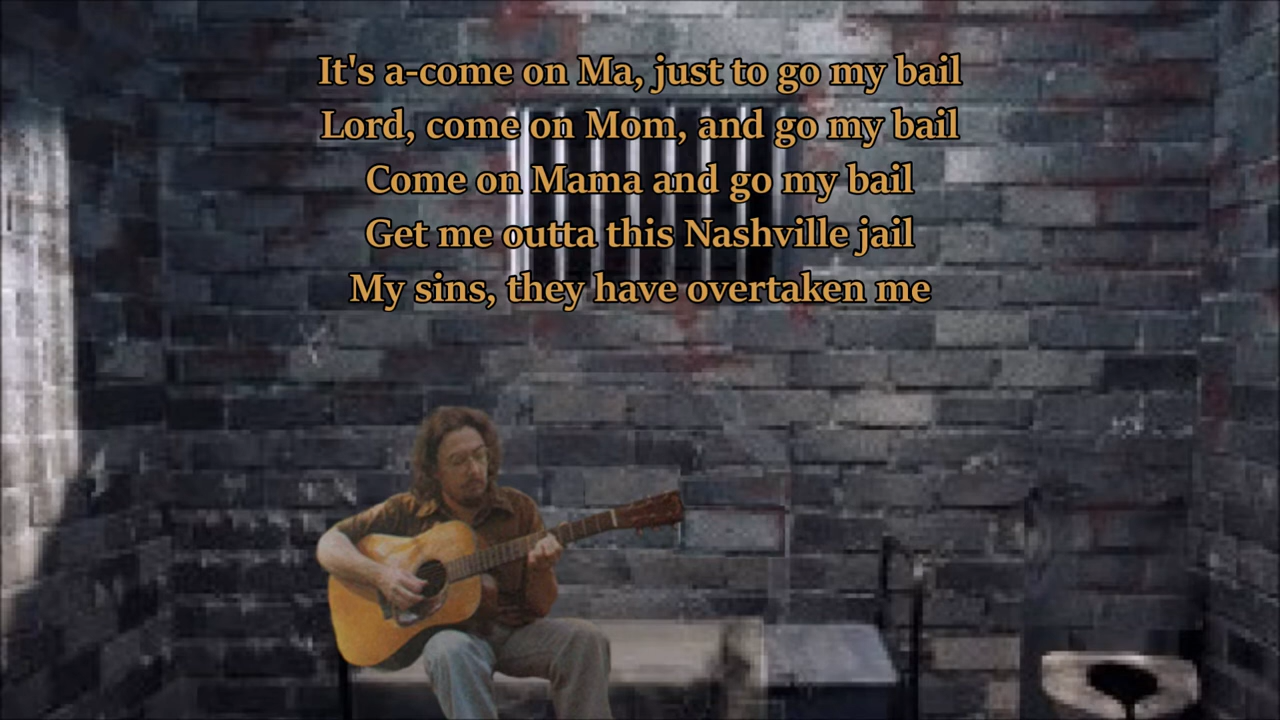 It's a-come on Ma, just to go my bail
Lord, come on Mom, and go my bail
Come on Mama and go my bail
Get me outta this Nashville jail
My sins, they have overtaken me